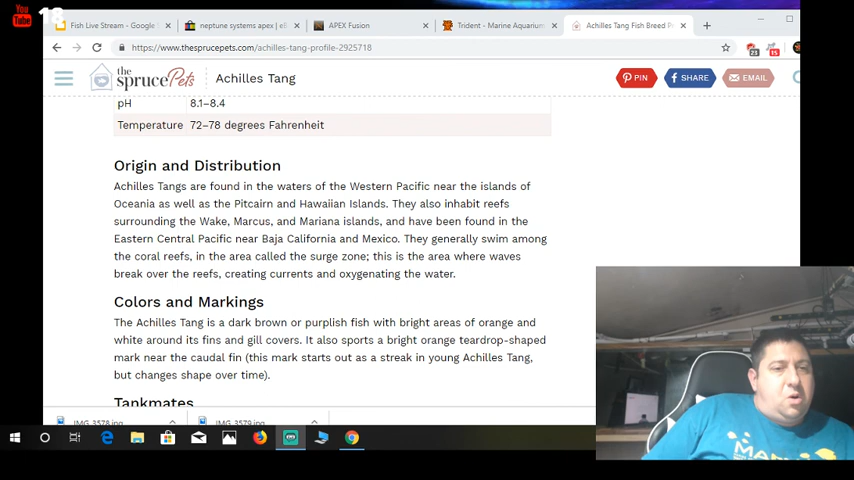 You
Tube
18
Fish Live Stream - Google
neptune systems apex | eB
APEX Fusion
Trident - Marine Aquarium
Achilles Tang Fish Breed P
https://www.thesprucepets.com/achilles-tang-profile-2925718
the
sprucePets
Achilles Tang
PIN
SHARE
EMAIL
pH 8.1–8.4
Temperature 72–78 degrees Fahrenheit
Origin and Distribution
Achilles Tangs are found in the waters of the Western Pacific near the islands of
Oceania as well as the Pitcairn and Hawaiian Islands. They also inhabit reefs
surrounding the Wake, Marcus, and Mariana islands, and have been found in the
Eastern Central Pacific near Baja California and Mexico. They generally swim among
the coral reefs, in the area called the surge zone; this is the area where waves
break over the reefs, creating currents and oxygenating the water.
Colors and Markings
The Achilles Tang is a dark brown or purplish fish with bright areas of orange and
white around its fins and gill covers. It also sports a bright orange teardrop-shaped
mark near the caudal fin (this mark starts out as a streak in young Achilles Tang,
but changes shape over time).
Tankmates
IMG_3578.jpg
IMG_3579.jpg